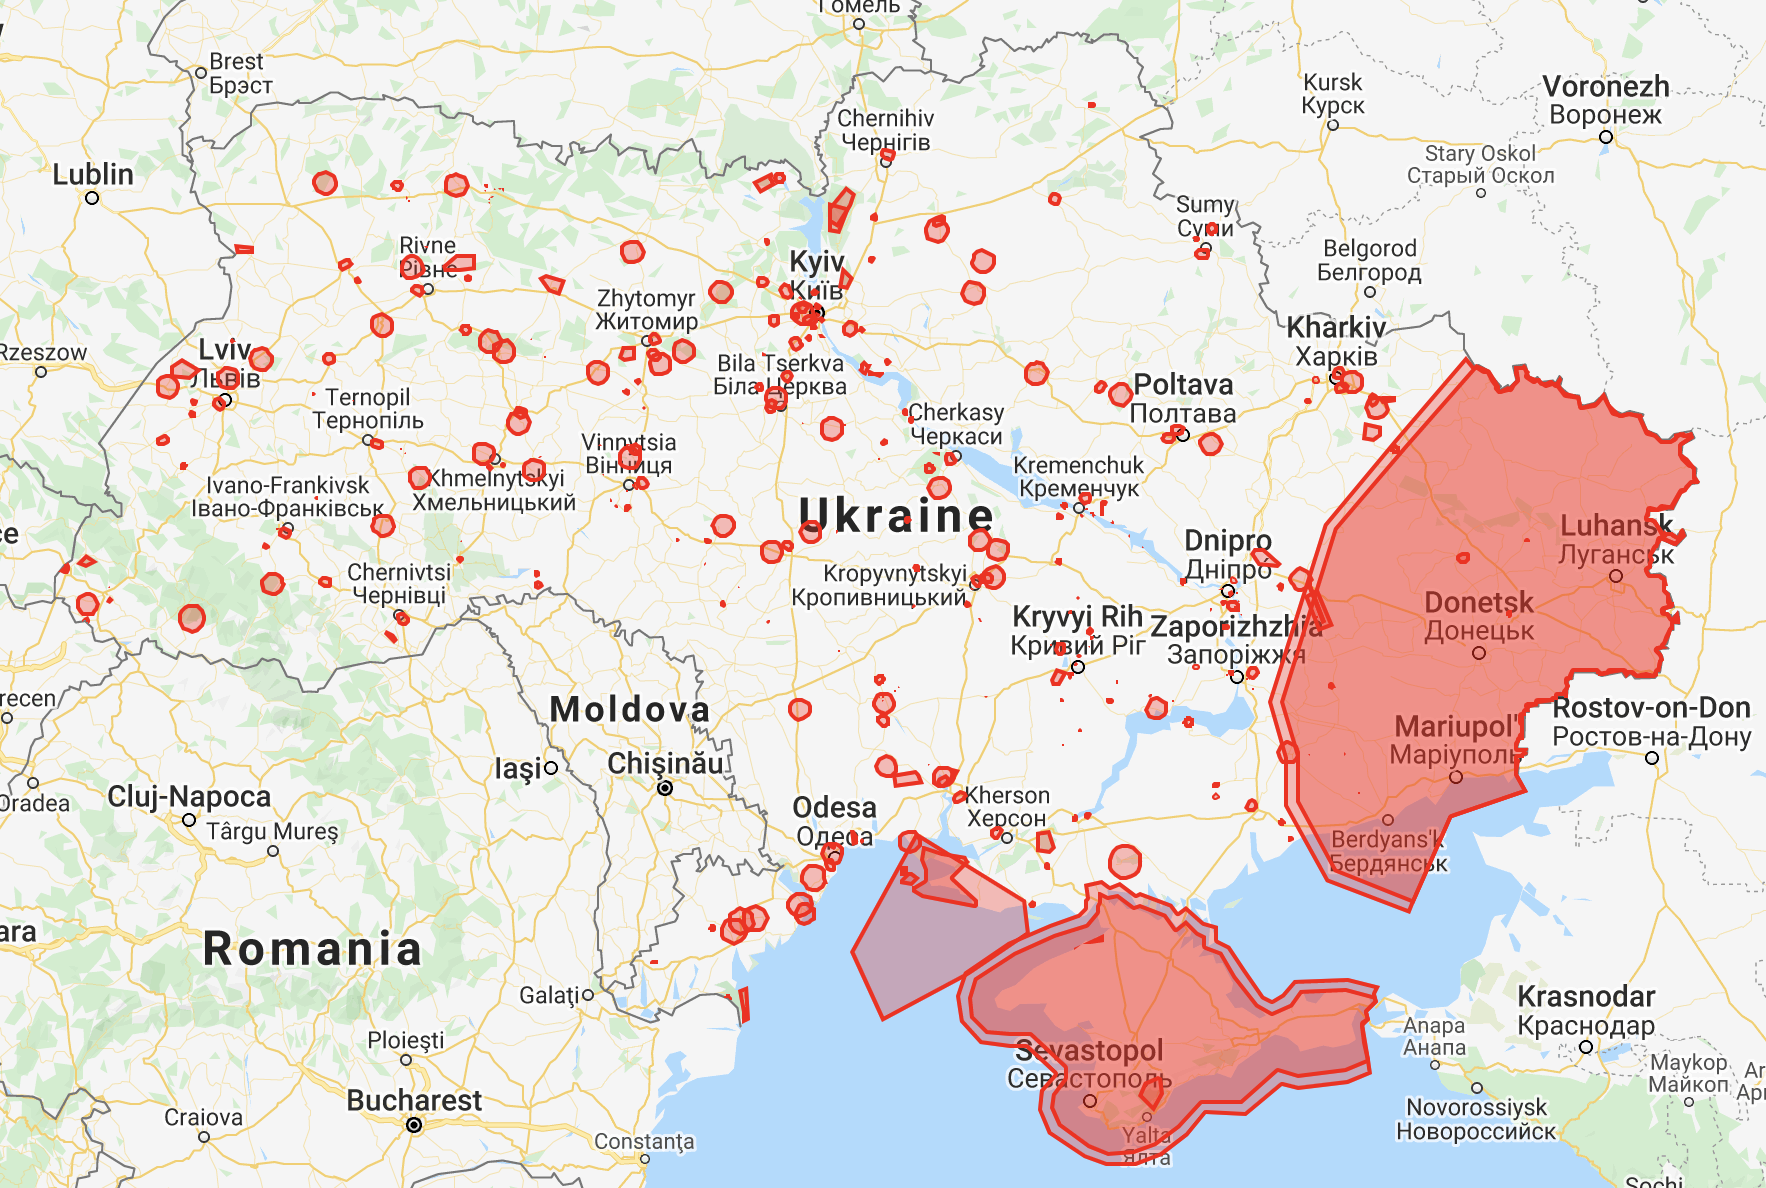 Гомель
Brest
Брэст
Kursk
Курск
Voronezh
Воронеж
Chernihiv
Чернігів
Stary Oskol
Старый Оскол
Lublin
Sumy
Суми
Rivne
Рівне
Belgorod
Белгород
Kyiv
Київ
Zhytomyr
Житомир
Kharkiv
Харків
Rzeszow
Lviv
Львів
Bila Tserkva
Біла Церква
Poltava
Полтава
Ternopil
Тернопіль
Cherkasy
Черкаси
Vinnytsia
Вінниця
Kremenchuk
Кременчук
Khmelnytskyi
Хмельницький
Ivano-Frankivsk
Івано-Франківськ
Ukraine
Luhansk
Луганськ
ce
Dnipro
Дніпро
Chernivtsi
Чернівці
Kropyvnytskyi
Кропивницький
Donetsk
Донецьк
Kryvyi Rih
Кривий Ріг
Zaporizhzhia
Запоріжжя
recen
Moldova
Rostov-on-Don
Ростов-на-Дону
Mariupol'
Маріуполь
Iaşi
Chişinău
Oradea
Cluj-Napoca
Târgu Mureş
Odesa
Одеса
Kherson
Херсон
Berdyans'k
Бердянськ
ara
Romania
Galaţi
Krasnodar
Краснодар
Anapa
Анапа
Ploieşti
Sevastopol
Севастополь
Maykop
Майкоп
Ar
Ар
Bucharest
Craiova
Novorossiysk
Новороссийск
Constanţa
Yalta
Ялта
Sochi